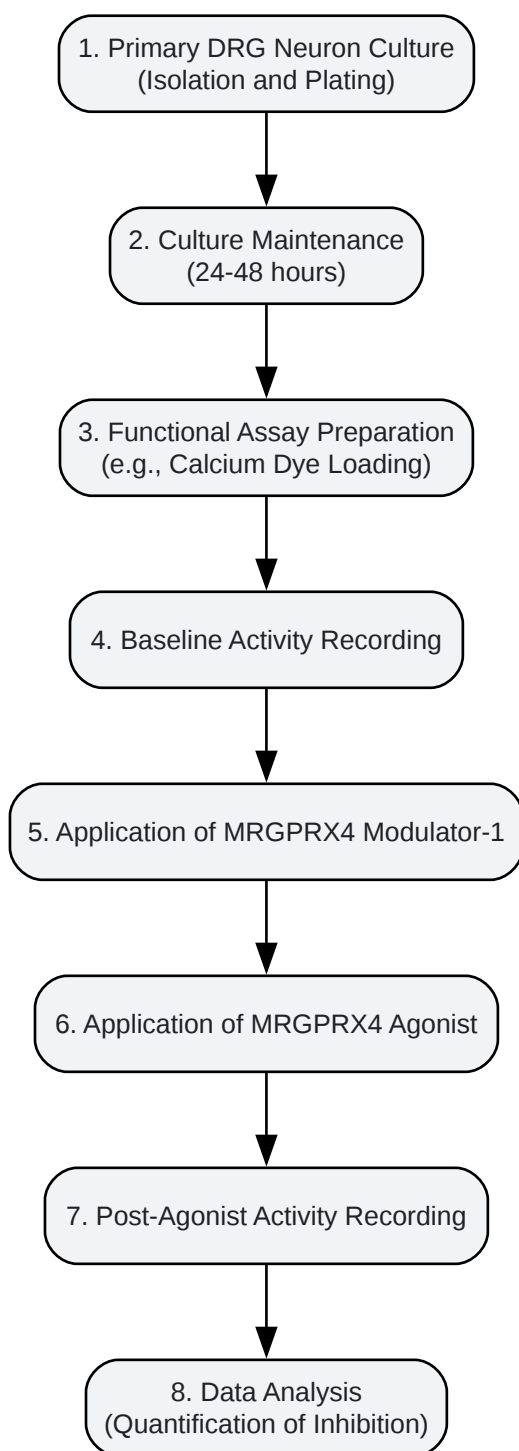 1. Primary DRG Neuron Culture
(Isolation and Plating)
2. Culture Maintenance
(24-48 hours)
3. Functional Assay Preparation
(e.g., Calcium Dye Loading)
4. Baseline Activity Recording
5. Application of MRGPRX4 Modulator-1
6. Application of MRGPRX4 Agonist
7. Post-Agonist Activity Recording
8. Data Analysis
(Quantification of Inhibition)